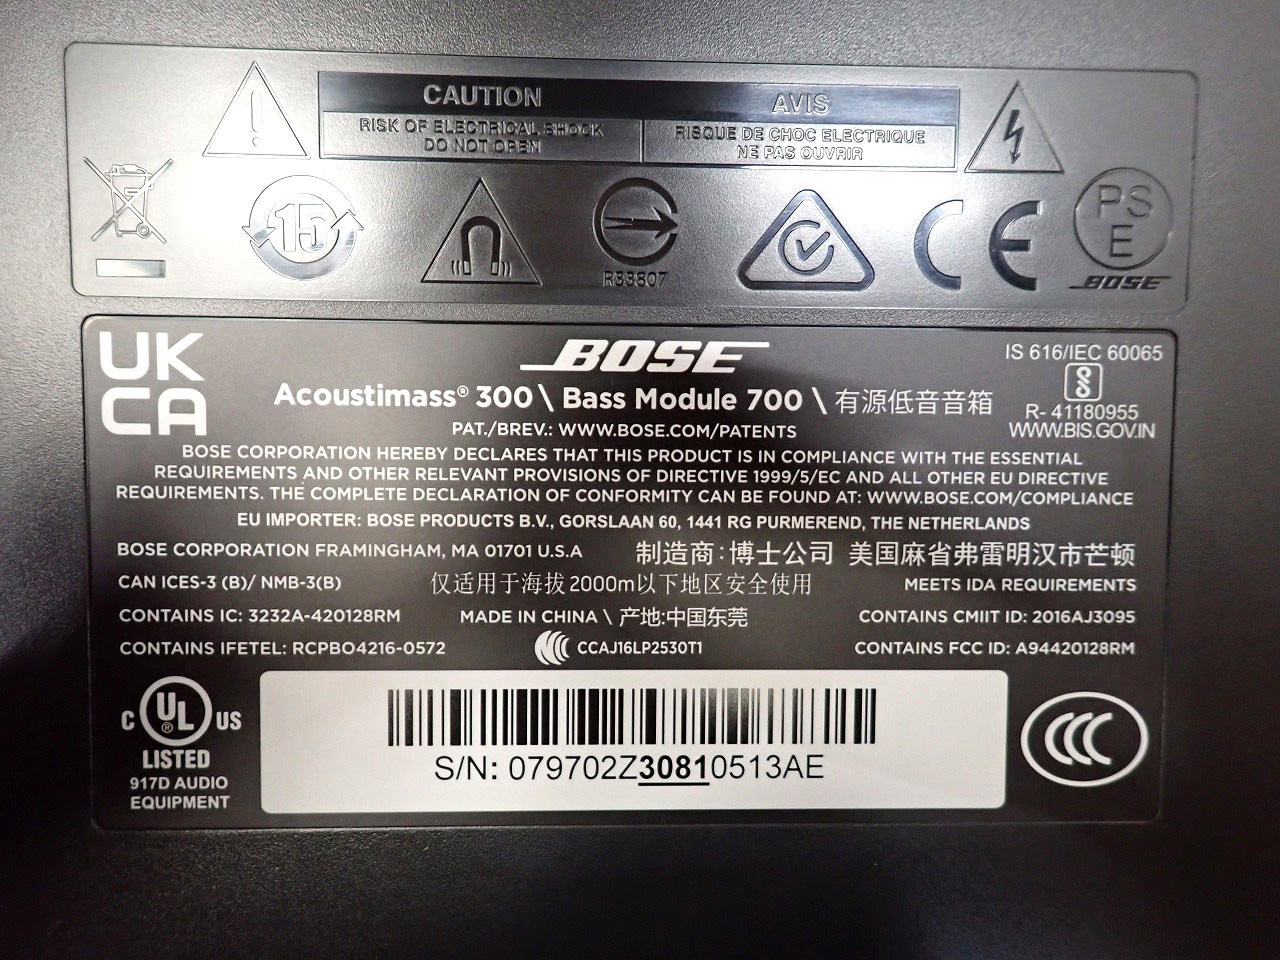 CAUTION
RISK OF ELECTRICAL SHOCK
DO NOT OPEN
AVIS
RISQUE DE CHOC ELECTRIQUE
NE PAS OUVRIR
15
R33807
PS
E
BOSE
UK
CA
BOSE
Acoustimass® 300 \ Bass Module 700 \ 有源低音音箱
PAT./BREV.: WWW.BOSE.COM/PATENTS
IS 616/IEC 60065
R- 41180955
WWW.BIS.GOV.IN
BOSE CORPORATION HEREBY DECLARES THAT THIS PRODUCT IS IN COMPLIANCE WITH THE ESSENTIAL
REQUIREMENTS AND OTHER RELEVANT PROVISIONS OF DIRECTIVE 1999/5/EC AND ALL OTHER EU DIRECTIVE
REQUIREMENTS. THE COMPLETE DECLARATION OF CONFORMITY CAN BE FOUND AT: WWW.BOSE.COM/COMPLIANCE
EU IMPORTER: BOSE PRODUCTS B.V., GORSLAAN 60, 1441 RG PURMEREND, THE NETHERLANDS
BOSE CORPORATION FRAMINGHAM, MA 01701 U.S.A 制造商:博士公司 美国麻省弗雷明汉市芒顿
CAN ICES-3 (B)/ NMB-3(B) 仅适用于海拔2000m以下地区安全使用 MEETS IDA REQUIREMENTS
CONTAINS IC: 3232A-420128RM MADE IN CHINA \ 产地:中国东莞 CONTAINS CMIIT ID: 2016AJ3095
CONTAINS IFETEL: RCPBO4216-0572 CCAJ16LP2530T1 CONTAINS FCC ID: A94420128RM
C UL® US
LISTED
917D AUDIO
EQUIPMENT
S/N: 079702Z30810513AE
CCC